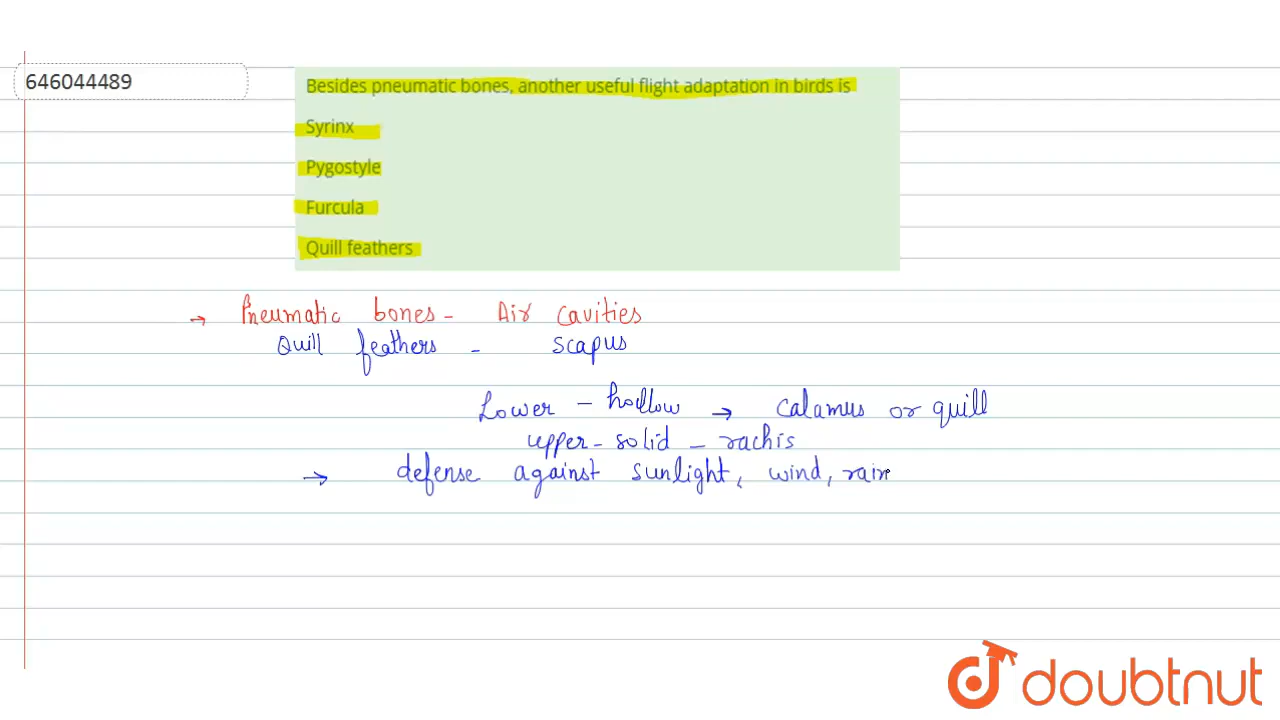 646044489
Besides pneumatic bones, another useful flight adaptation in birds is
Syrinx
Pygostyle
Furcula
Quill feathers
→ Pneumatic bones - Air cavities
Quill feathers - scapus
Lower - hollow → calamus or quill
upper - solid - rachis
→ defense against sunlight, wind, rain
doubtnut